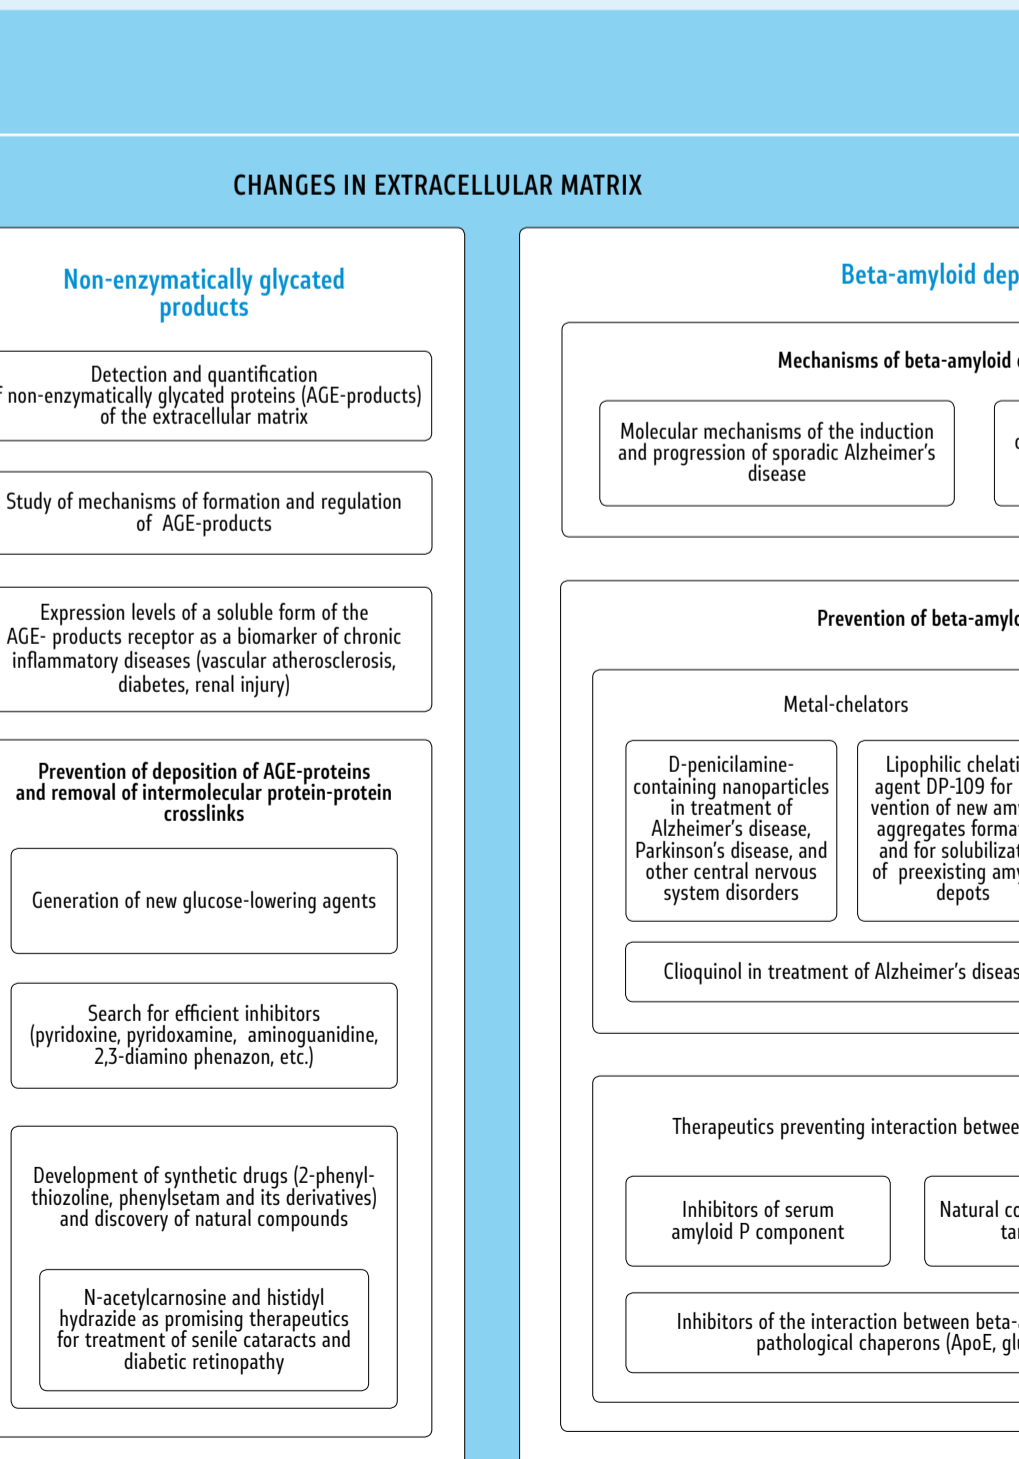 CHANGES IN EXTRACELLULAR MATRIX
Non-enzymatically glycated
products
Detection and quantification
non-enzymatically glycated proteins (AGE-products)
of the extracellular matrix
Study of mechanisms of formation and regulation
of AGE-products
Expression levels of a soluble form of the
AGE- products receptor as a biomarker of chronic
inflammatory diseases (vascular atherosclerosis,
diabetes, renal injury)
Prevention of deposition of AGE-proteins
and removal of intermolecular protein-protein
crosslinks
Generation of new glucose-lowering agents
Search for efficient inhibitors
(pyridoxine, pyridoxamine, aminoguanidine,
2,3-diamino phenazon, etc.)
Development of synthetic drugs (2-phenyl-
thiozoline, phenylsetam and its derivatives)
and discovery of natural compounds
N-acetylcarnosine and histidyl
hydrazide as promising therapeutics
for treatment of senile cataracts and
diabetic retinopathy
Beta-amyloid dep
Mechanisms of beta-amyloid
Molecular mechanisms of the induction
and progression of sporadic Alzheimer's
disease
Prevention of beta-amylo
Metal-chelators
D-penicilamine-
containing nanoparticles
in treatment of
Alzheimer's disease,
Parkinson's disease, and
other central nervous
system disorders
Lipophilic chelati
agent DP-109 for
vention of new am
aggregates forma
and for solubilizat
of preexisting amy
depots
Clioquinol in treatment of Alzheimer's diseas
Therapeutics preventing interaction betwee
Inhibitors of serum
amyloid P component
Natural co
ta
Inhibitors of the interaction between beta-
pathological chaperons (ApoE, gl